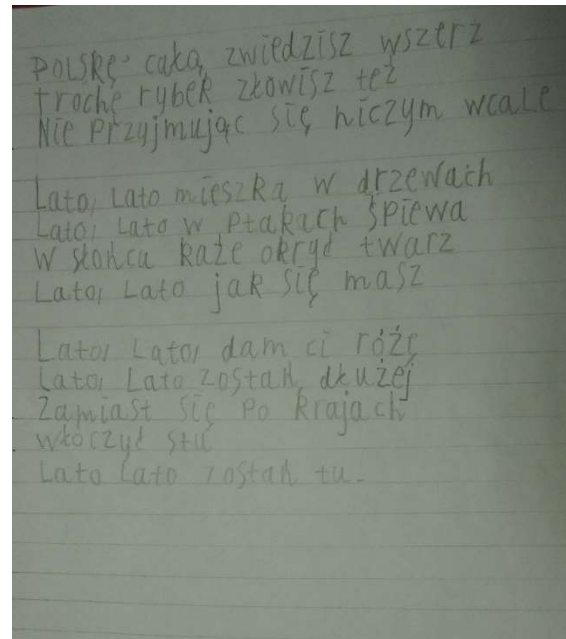 POLSKĘ całą zwiedzisz wszerz
trochę rybek złowisz też
Nie Przyjmując się niczym wcale
Lato, Lato mieszka w drzewach
Lato, Lato w Ptakach śpiewa
W słońcu każe okryć twarz
Lato, Lato jak się masz
Lato, Lato, dam ci różę
Lato, Lato zostań dłużej
Zamiast się Po krajach
włóczyć stu
Lato Lato zostań tu.